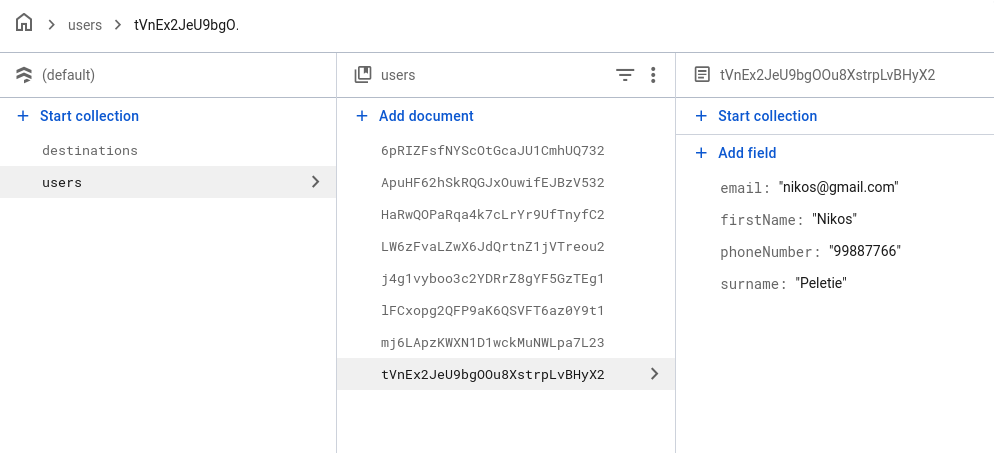 users tVnEx2JeU9bgO.
(default)
Start collection
destinations
users
users
Add document
6pRIZFsfNYScOtGcaJU1CmhUQ732
ApuHF62hSkRQGJxOuwifEJBzV532
HaRwQOPaRqa4k7cLrYr9UfTnyfC2
LW6zFvaLZwX6JdQrtnZ1jVTreou2
j4g1vyboo3c2YDRrZ8gYF5GzTEg1
lFCxopg2QFP9aK6QSVFT6az0Y9t1
mj6LApzKWXN1D1wckMuNWLpa7L23
tVnEx2JeU9bgOOu8XstrpLvBHyX2
tVnEx2JeU9bgOOu8XstrpLvBHyX2
Start collection
Add field
email: "nikos@gmail.com"
firstName: "Nikos"
phoneNumber: "99887766"
surname: "Peletie"